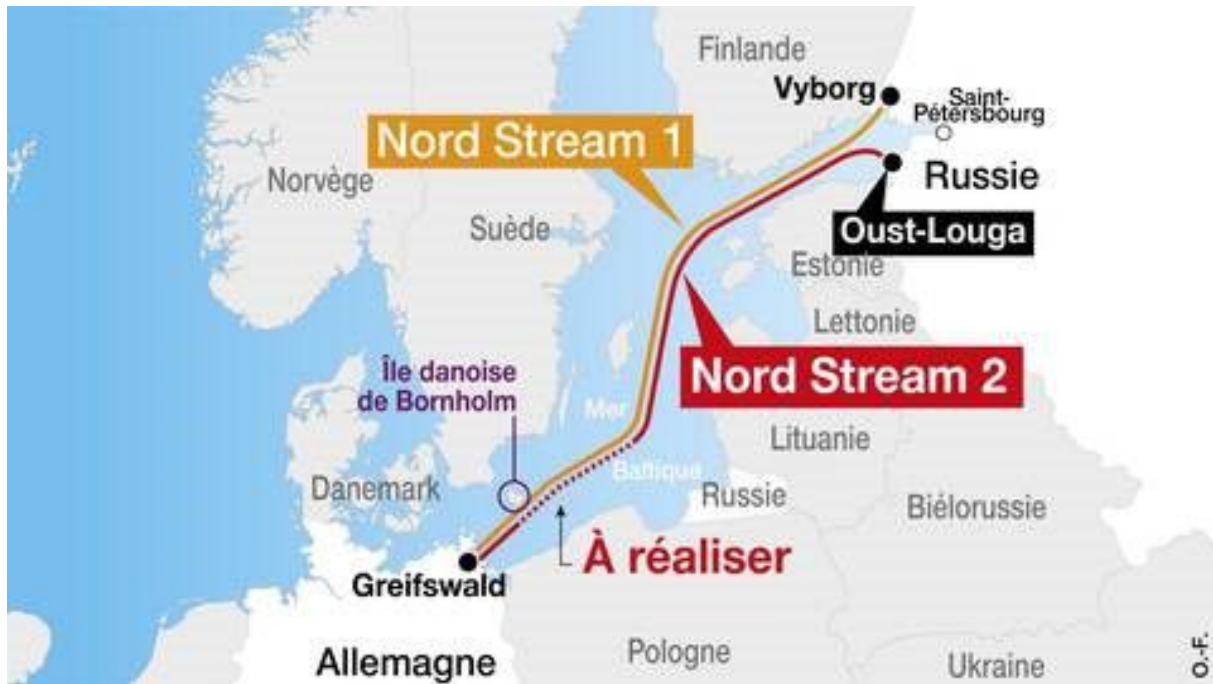 Finlande
Vyborg
Saint-
Pétersbourg
Nord Stream 1
Norvège
Russie
Suède
Oust-Louga
Estonie
Lettonie
Île danoise
de Bornholm
Nord Stream 2
Mer
Lituanie
Baltique
Danemark
Russie
Biélorussie
À réaliser
Greifswald
Allemagne
Pologne
Ukraine
O.-F.